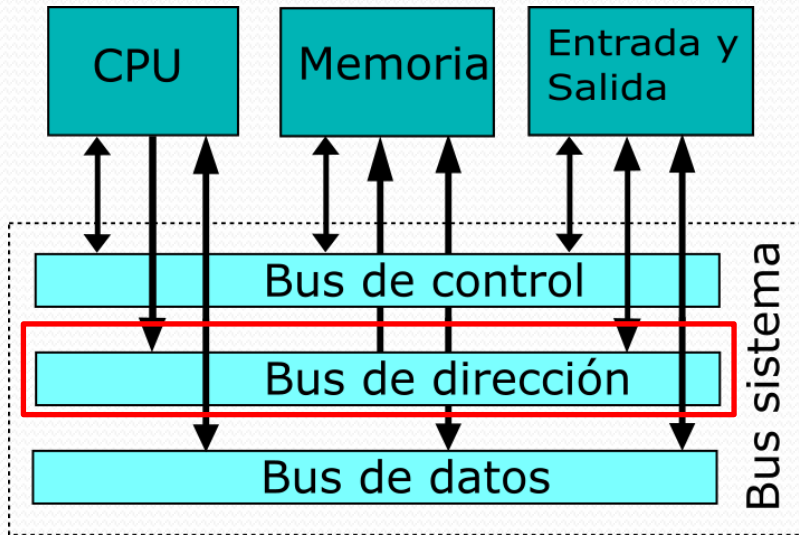 CPU
Memoria
Entrada y
Salida
Bus de control
Bus de dirección
Bus de datos
Bus sistema